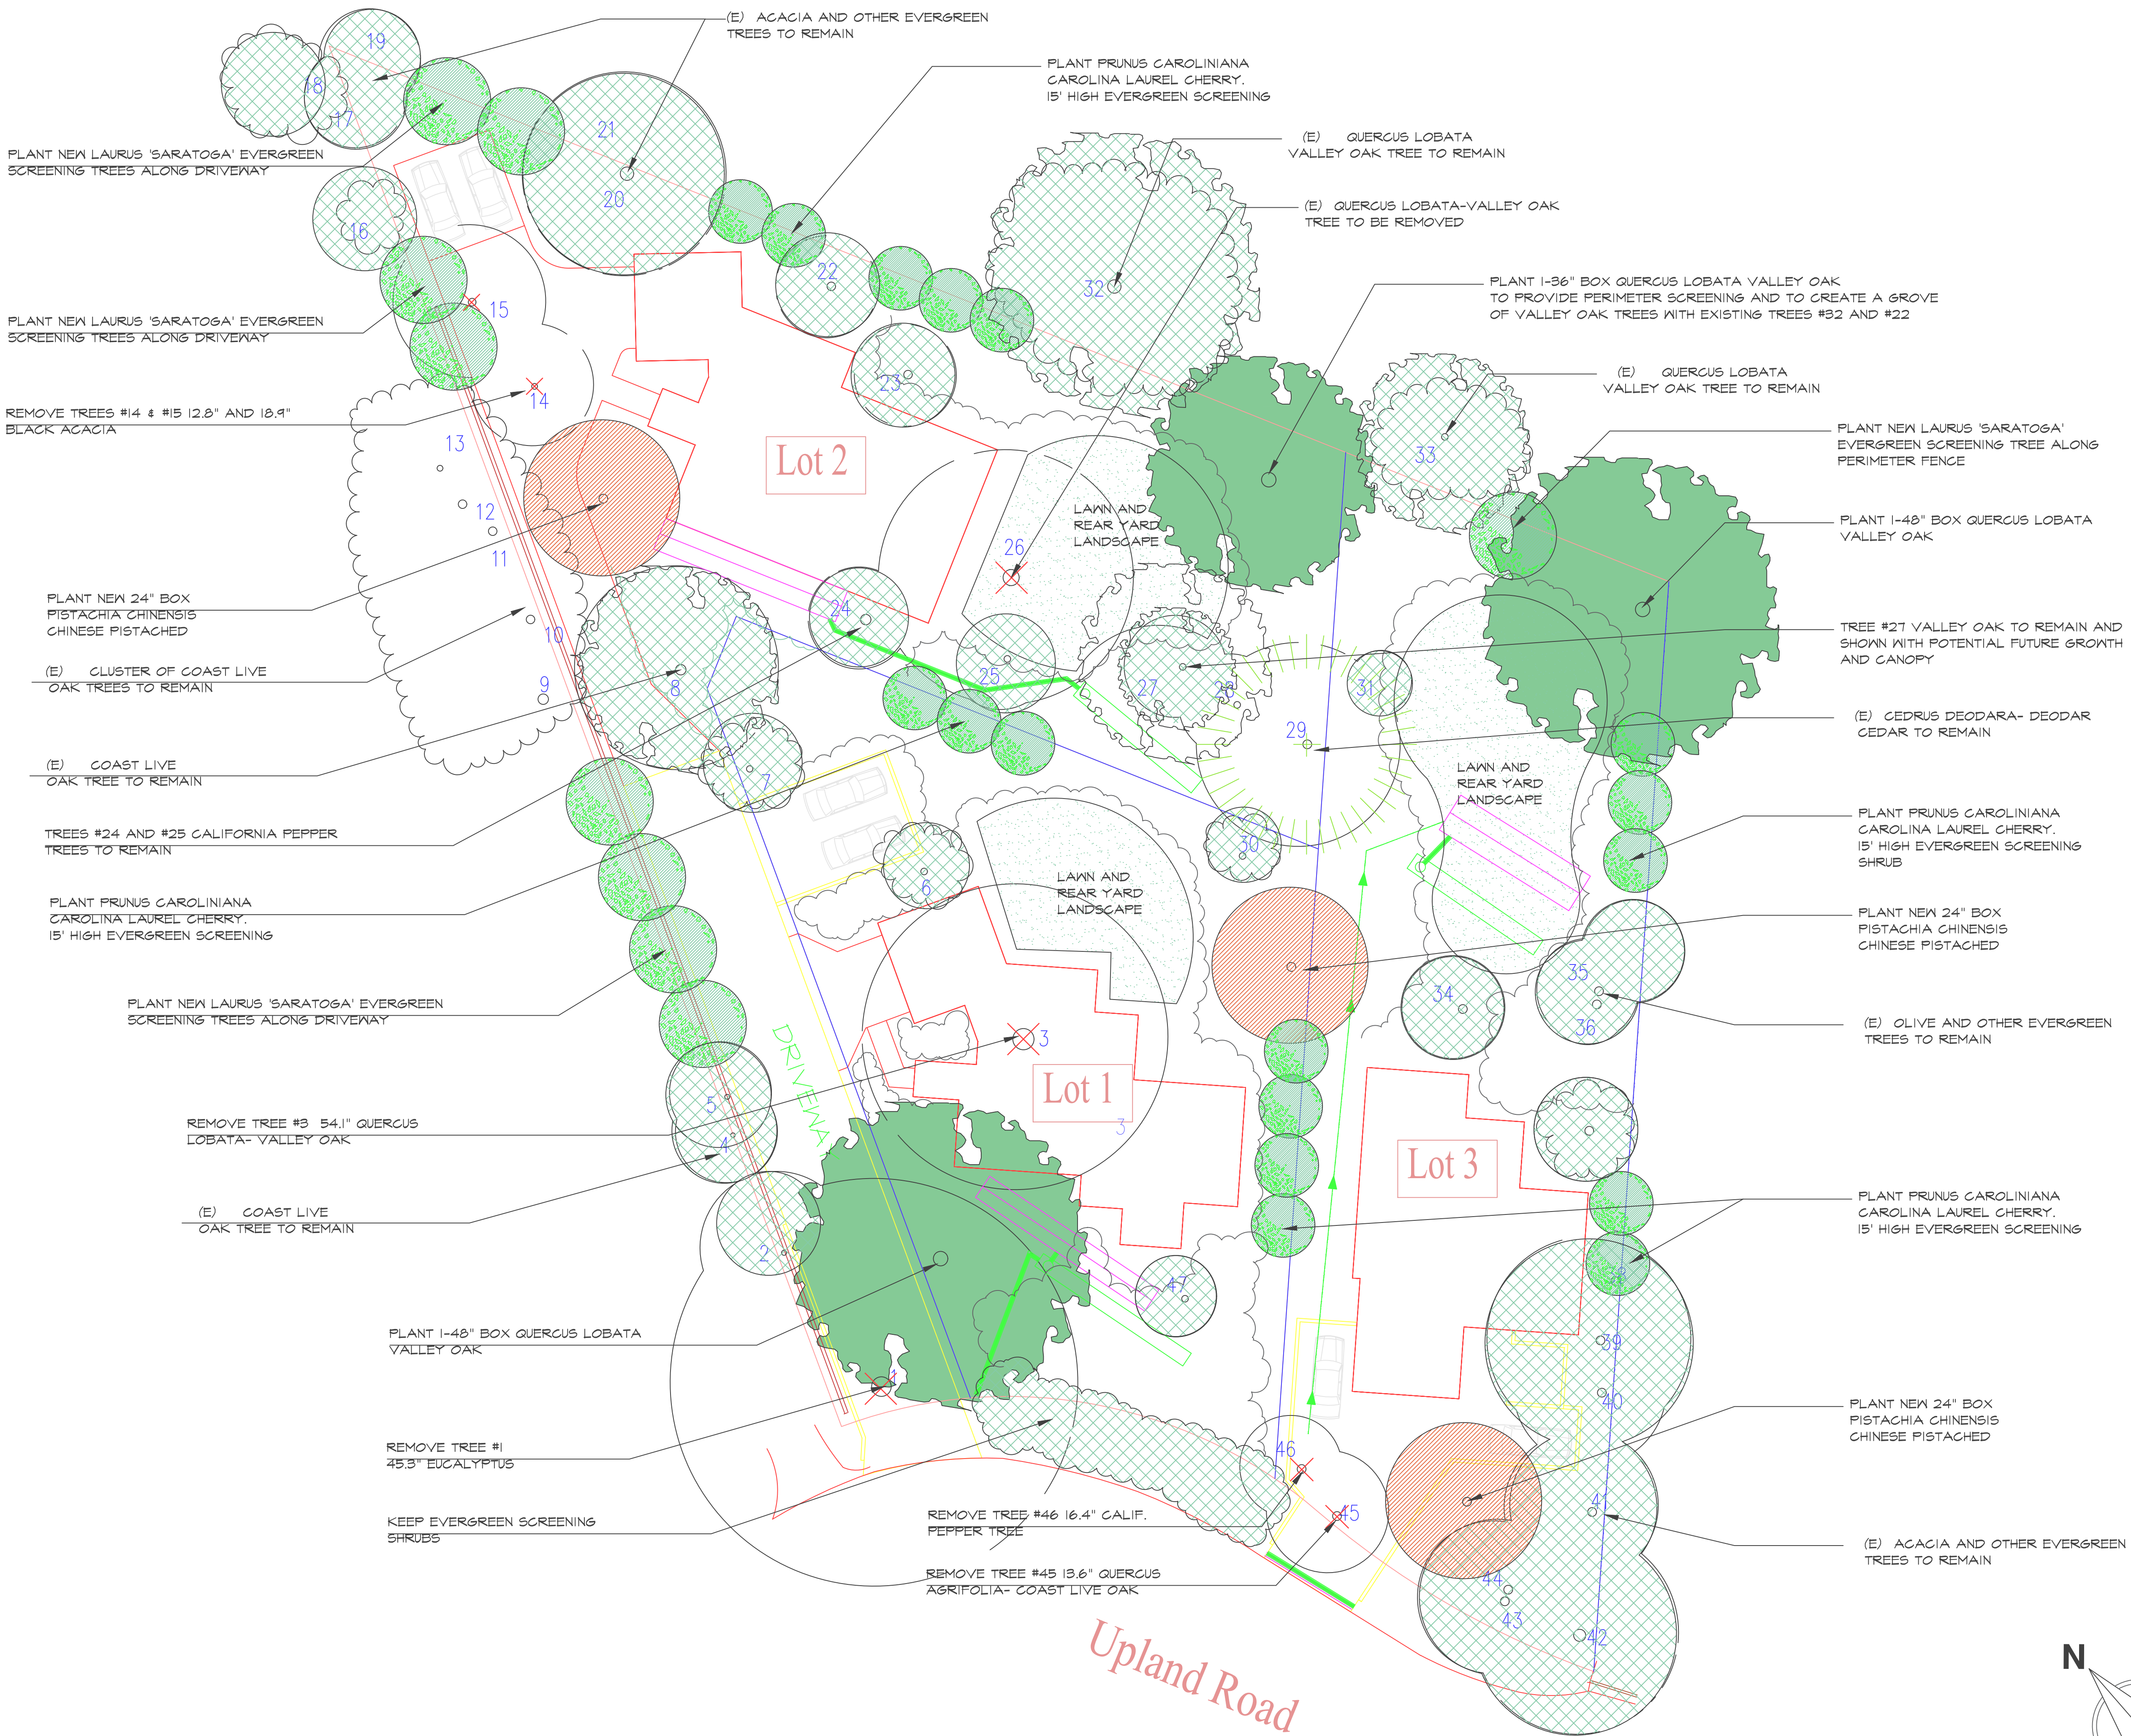 (E) ACACIA AND OTHER EVERGREEN
TREES TO REMAIN
PLANT PRUNUS CAROLINIANA
CAROLINA LAUREL CHERRY.
15' HIGH EVERGREEN SCREENING
(E) QUERCUS LOBATA
VALLEY OAK TREE TO REMAIN
(E) QUERCUS LOBATA-VALLEY OAK
TREE TO BE REMOVED
PLANT 1-36" BOX QUERCUS LOBATA VALLEY OAK
TO PROVIDE PERIMETER SCREENING AND TO CREATE A GROVE
OF VALLEY OAK TREES WITH EXISTING TREES #32 AND #22
(E) QUERCUS LOBATA
VALLEY OAK TREE TO REMAIN
PLANT NEW LAURUS 'SARATOGA'
EVERGREEN SCREENING TREE ALONG
PERIMETER FENCE
PLANT 1-48" BOX QUERCUS LOBATA
VALLEY OAK
TREE #27 VALLEY OAK TO REMAIN AND
SHOWN WITH POTENTIAL FUTURE GROWTH
AND CANOPY
(E) CEDRUS DEODARA- DEODAR
CEDAR TO REMAIN
PLANT PRUNUS CAROLINIANA
CAROLINA LAUREL CHERRY.
15' HIGH EVERGREEN SCREENING
SHRUB
PLANT NEW 24" BOX
PISTACHIA CHINENSIS
CHINESE PISTACHED
(E) OLIVE AND OTHER EVERGREEN
TREES TO REMAIN
PLANT PRUNUS CAROLINIANA
CAROLINA LAUREL CHERRY.
15' HIGH EVERGREEN SCREENING
PLANT NEW 24" BOX
PISTACHIA CHINENSIS
CHINESE PISTACHED
(E) ACACIA AND OTHER EVERGREEN
TREES TO REMAIN
PLANT NEW LAURUS 'SARATOGA' EVERGREEN
SCREENING TREES ALONG DRIVEWAY
PLANT NEW LAURUS 'SARATOGA' EVERGREEN
SCREENING TREES ALONG DRIVEWAY
REMOVE TREES #14 & #15 12.8" AND 18.9"
BLACK ACACIA
PLANT NEW 24" BOX
PISTACHIA CHINENSIS
CHINESE PISTACHED
(E) CLUSTER OF COAST LIVE
OAK TREES TO REMAIN
(E) COAST LIVE
OAK TREE TO REMAIN
TREES #24 AND #25 CALIFORNIA PEPPER
TREES TO REMAIN
PLANT PRUNUS CAROLINIANA
CAROLINA LAUREL CHERRY.
15' HIGH EVERGREEN SCREENING
PLANT NEW LAURUS 'SARATOGA' EVERGREEN
SCREENING TREES ALONG DRIVEWAY
REMOVE TREE #3 54.1" QUERCUS
LOBATA- VALLEY OAK
(E) COAST LIVE
OAK TREE TO REMAIN
PLANT 1-48" BOX QUERCUS LOBATA
VALLEY OAK
REMOVE TREE #1
45.3" EUCALYPTUS
KEEP EVERGREEN SCREENING
SHRUBS
REMOVE TREE #46 16.4" CALIF.
PEPPER TREE
REMOVE TREE #45 13.6" QUERCUS
AGRIFOLIA- COAST LIVE OAK
19
18
17
21
20
16
15
14
13
12
11
10
9
8
7
6
5
4
2
1
3
3
22
23
24
25
26
27
28
29
30
31
32
33
34
35
36
38
39
40
41
42
43
44
45
46
47
Lot 2
LAWN AND
REAR YARD
LANDSCAPE
LAWN AND
REAR YARD
LANDSCAPE
LAWN AND
REAR YARD
LANDSCAPE
Lot 1
Lot 3
DRIVEWAY
Upland Road
N